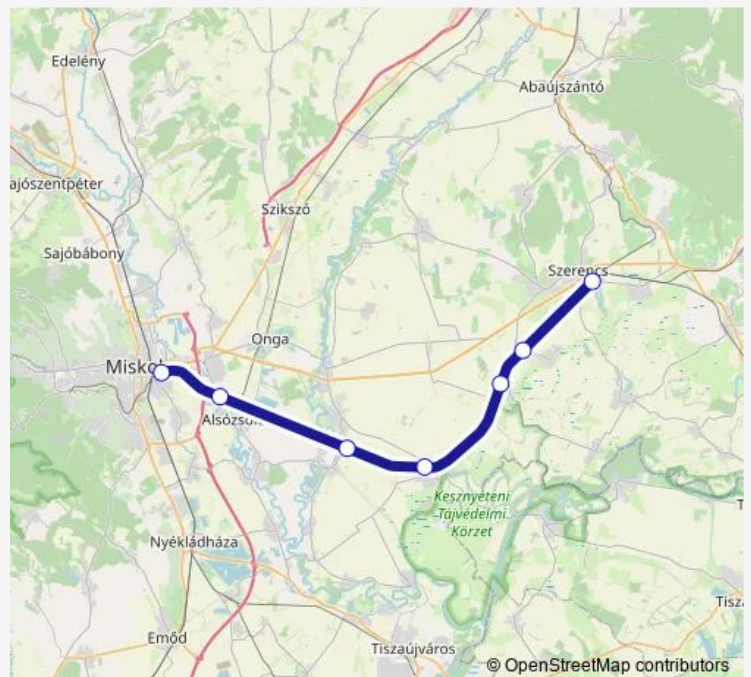 Edelény
Abaújszántó
ajószentpéter
Szikszó
Sajóbábony
Szerencs
Onga
Miskol
Alsózsol
Kesznyéteni
Tájvédelmi
Körzet
Nyékládháza
Tisz
Emőd
Tiszaújváros
© OpenStreetMap contributors